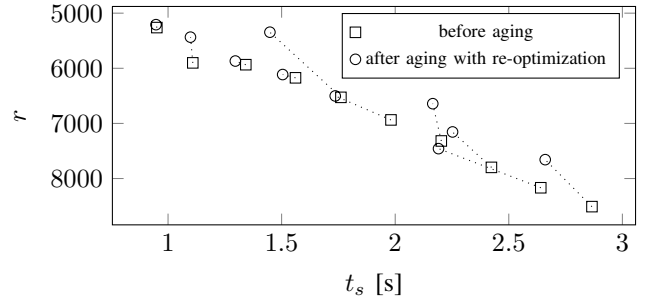 5000
6000
7000
8000
r
before aging
after aging with re-optimization
1 1.5 2 2.5 3
t_s [s]